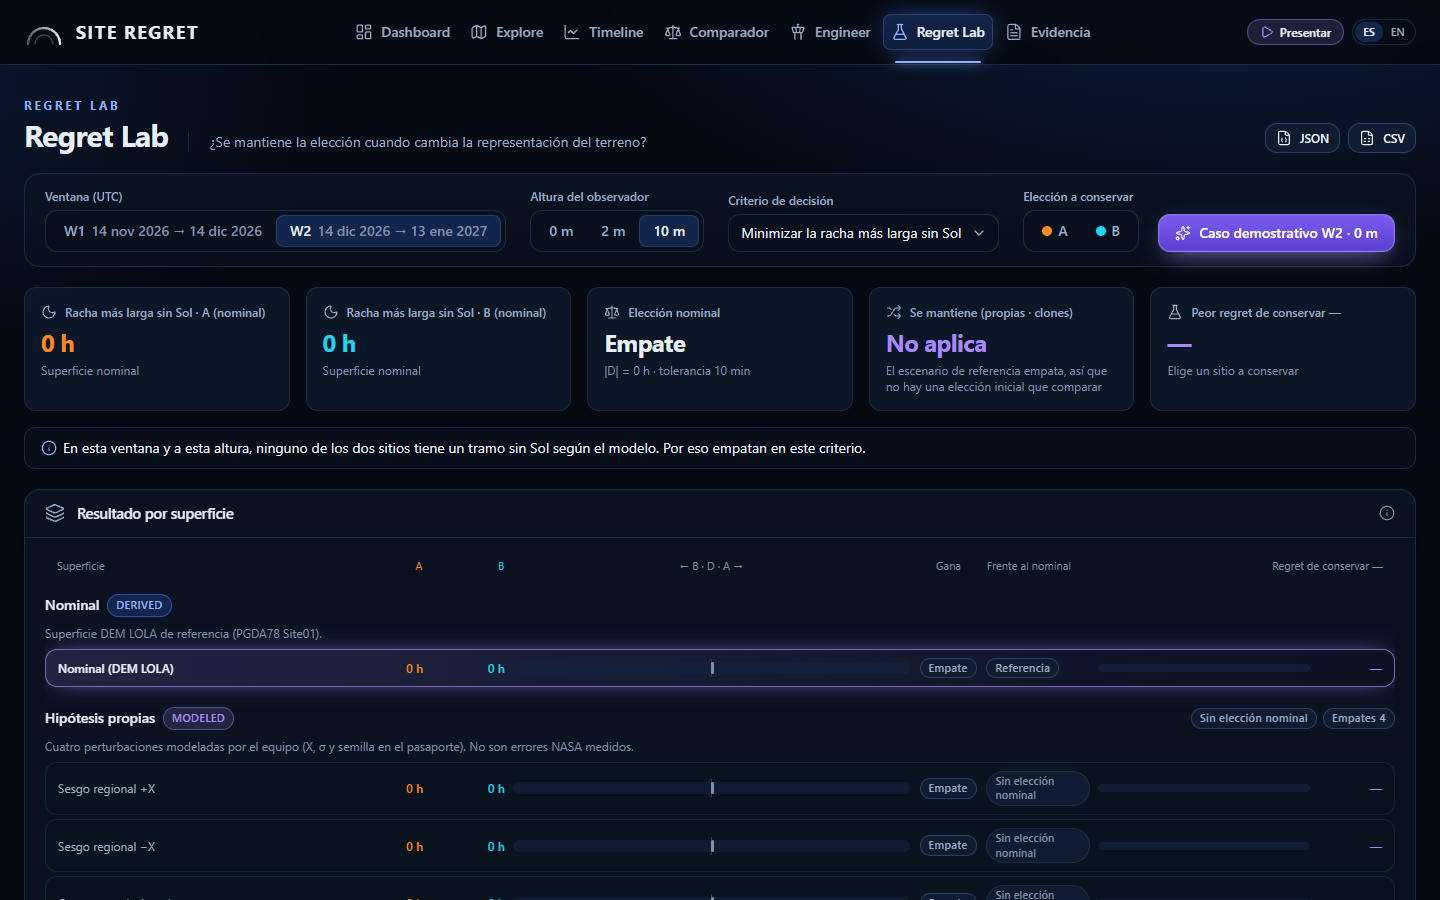 SITE REGRET
Dashboard
Explore
Timeline
Comparador
Engineer
Regret Lab
Evidencia
Presentar
ES
EN
REGRET LAB
Regret Lab
¿Se mantiene la elección cuando cambia la representación del terreno?
JSON
CSV
Ventana (UTC)
W1 14 nov 2026 → 14 dic 2026
W2 14 dic 2026 → 13 ene 2027
Altura del observador
0 m
2 m
10 m
Criterio de decisión
Minimizar la racha más larga sin Sol
Elección a conservar
A
B
Caso demostrativo W2 · 0 m
Racha más larga sin Sol · A (nominal)
0 h
Superficie nominal
Racha más larga sin Sol · B (nominal)
0 h
Superficie nominal
Elección nominal
Empate
|D| = 0 h · tolerancia 10 min
Se mantiene (propias · clones)
No aplica
El escenario de referencia empata, así que
no hay una elección inicial que comparar
Peor regret de conservar —
—
Elige un sitio a conservar
En esta ventana y a esta altura, ninguno de los dos sitios tiene un tramo sin Sol según el modelo. Por eso empatan en este criterio.
Resultado por superficie
Superficie
A
B
← B · D · A →
Gana
Frente al nominal
Regret de conservar —
Nominal DERIVED
Superficie DEM LOLA de referencia (PGDA78 Site01).
Nominal (DEM LOLA)
0 h
0 h
Empate
Referencia
—
Hipótesis propias MODELED
Sin elección nominal
Empates 4
Cuatro perturbaciones modeladas por el equipo (X, σ y semilla en el pasaporte). No son errores NASA medidos.
Sesgo regional +X
0 h
0 h
Empate
Sin elección
nominal
—
Sesgo regional −X
0 h
0 h
Empate
Sin elección
nominal
—
Sin elección